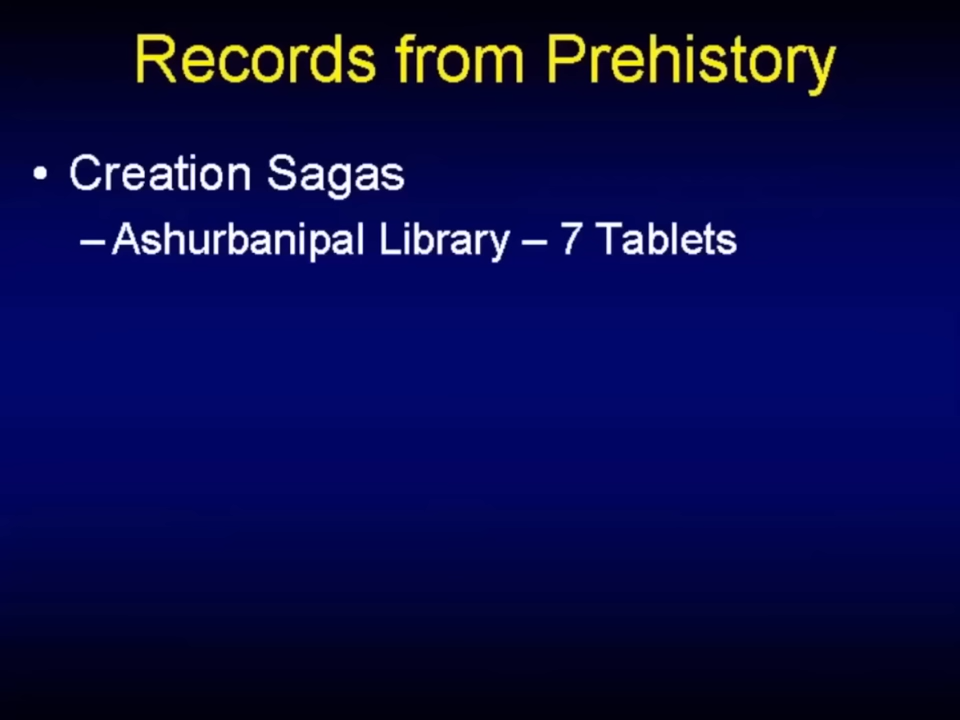 Records from Prehistory
• Creation Sagas
– Ashurbanipal Library – 7 Tablets